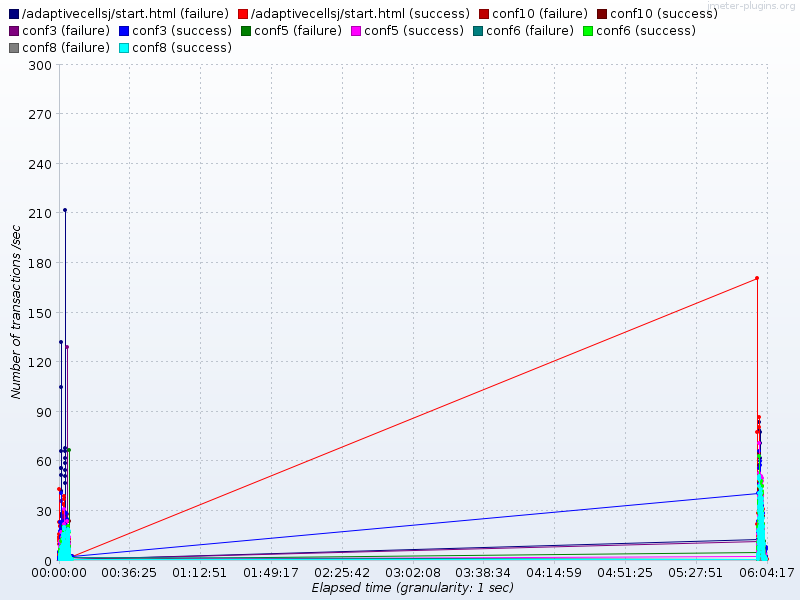 jmeter-plugins.org
/adaptivecellsj/start.html (failure) /adaptivecellsj/start.html (success) conf10 (failure) conf10 (success)
conf3 (failure) conf3 (success) conf5 (failure) conf5 (success) conf6 (failure) conf6 (success)
conf8 (failure) conf8 (success)
300
270
240
210
180
150
120
90
60
30
0
Number of transactions /sec
00:00:00 00:36:25 01:12:51 01:49:17 02:25:42 03:02:08 03:38:34 04:14:59 04:51:25 05:27:51 06:04:17
Elapsed time (granularity: 1 sec)